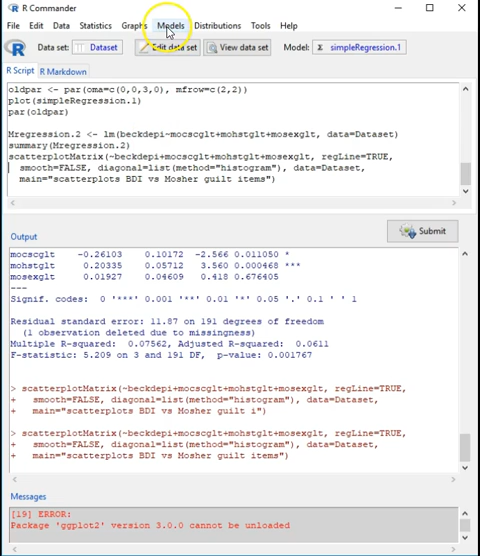 R Commander
File Edit Data Statistics Graphs Models Distributions Tools Help
R Data set: Dataset Edit data set View data set Model: Σ simpleRegression.1
R Script R Markdown
oldpar <- par(oma=c(0,0,3,0), mfrow=c(2,2))
plot(simpleRegression.1)
par(oldpar)
Mregression.2 <- lm(beckdepi~mocscglt+mohstglt+mosexglt, data=Dataset)
summary(Mregression.2)
scatterplotMatrix(~beckdepi+mocscglt+mohstglt+mosexglt, regLine=TRUE,
smooth=FALSE, diagonal=list(method="histogram"), data=Dataset,
main="scatterplots BDI vs Mosher guilt items")
Output
Submit
mocscglt -0.26103 0.10172 -2.566 0.011050 *
mohstglt 0.20335 0.05712 3.560 0.000468 ***
mosexglt 0.01927 0.04609 0.418 0.676405
---
Signif. codes: 0 '***' 0.001 '**' 0.01 '*' 0.05 '.' 0.1 ' ' 1
Residual standard error: 11.87 on 191 degrees of freedom
(1 observation deleted due to missingness)
Multiple R-squared: 0.07562, Adjusted R-squared: 0.0611
F-statistic: 5.209 on 3 and 191 DF, p-value: 0.001767
> scatterplotMatrix(~beckdepi+mocscglt+mohstglt+mosexglt, regLine=TRUE,
+ smooth=FALSE, diagonal=list(method="histogram"), data=Dataset,
+ main="scatterplots BDI vs Mosher guilt i")
> scatterplotMatrix(~beckdepi+mocscglt+mohstglt+mosexglt, regLine=TRUE,
+ smooth=FALSE, diagonal=list(method="histogram"), data=Dataset,
+ main="scatterplots BDI vs Mosher guilt items")
Messages
[19] ERROR:
Package 'ggplot2' version 3.0.0 cannot be unloaded